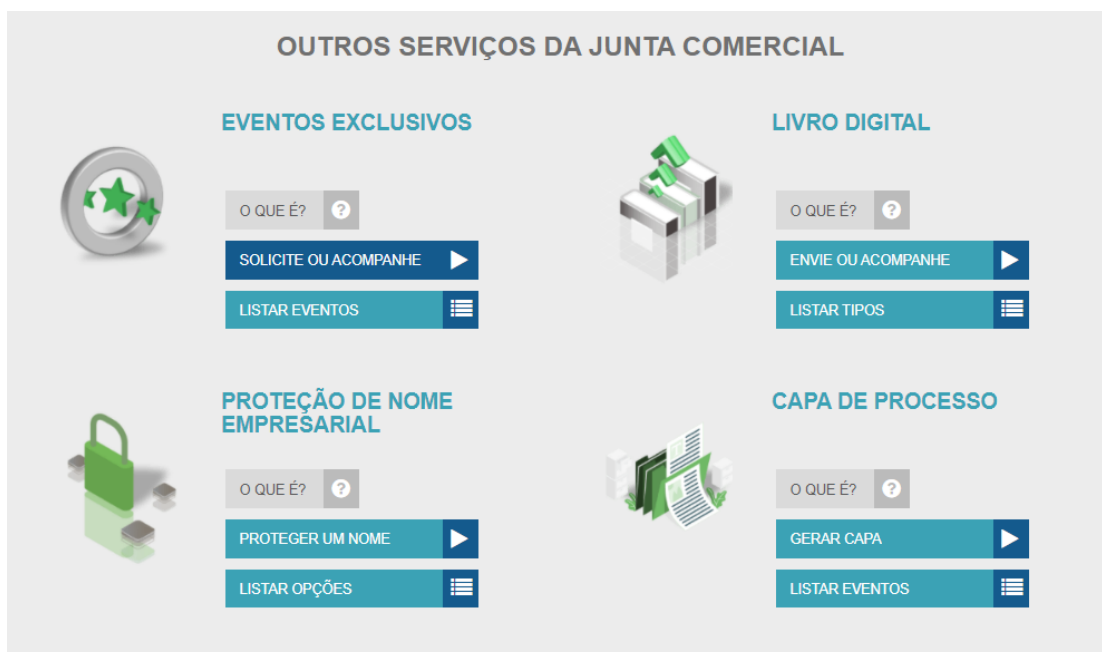 OUTROS SERVIÇOS DA JUNTA COMERCIAL
EVENTOS EXCLUSIVOS
O QUE É? ?
SOLICITE OU ACOMPANHE
LISTAR EVENTOS
LIVRO DIGITAL
O QUE É? ?
ENVIE OU ACOMPANHE
LISTAR TIPOS
PROTEÇÃO DE NOME
EMPRESARIAL
O QUE É? ?
PROTEGER UM NOME
LISTAR OPÇÕES
CAPA DE PROCESSO
O QUE É? ?
GERAR CAPA
LISTAR EVENTOS